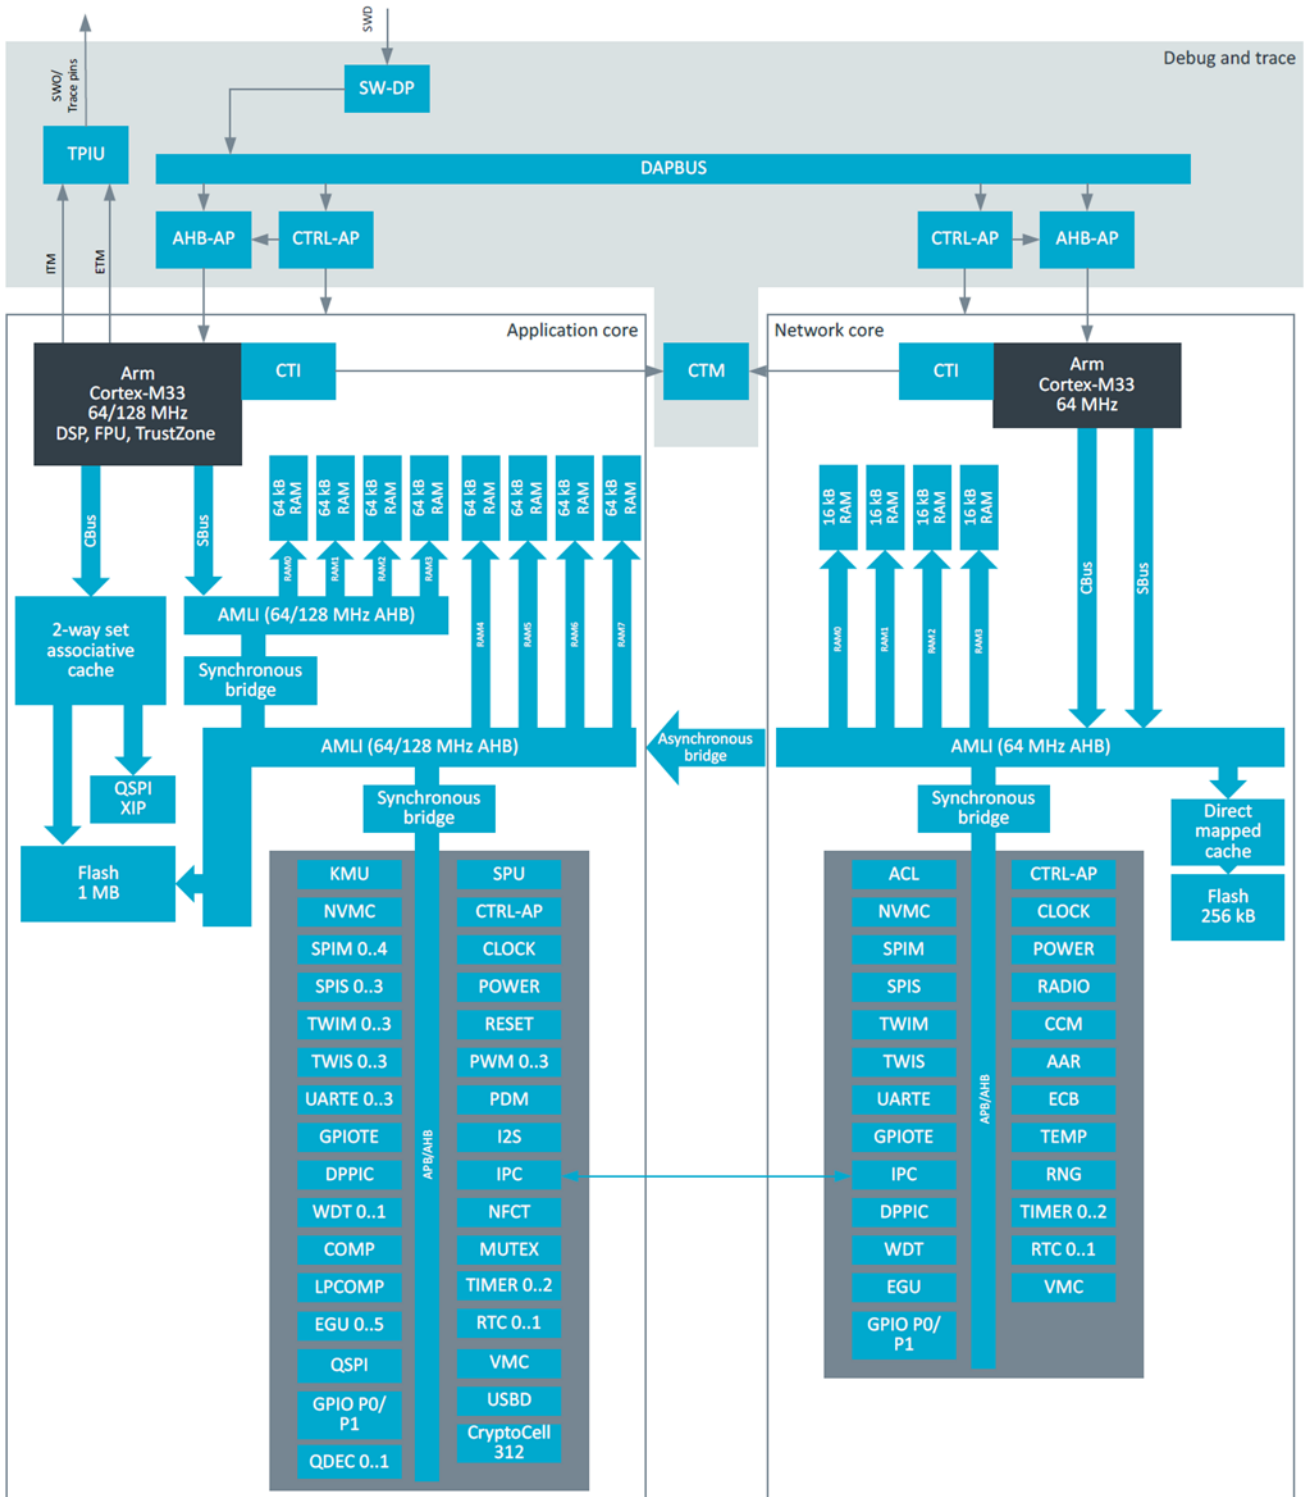 SWD
Debug and trace
SWO/
Trace pins
SW-DP
TPIU
DAPBUS
AHB-AP
CTRL-AP
CTRL-AP
AHB-AP
ITM
ETM
Application core
Network core
Arm
Cortex-M33
64/128 MHz
DSP, FPU, TrustZone
CTI
CTM
CTI
Arm
Cortex-M33
64 MHz
CBus
SBus
64 kB
RAM
64 kB
RAM
64 kB
RAM
64 kB
RAM
64 kB
RAM
64 kB
RAM
64 kB
RAM
64 kB
RAM
RAM0
RAM1
RAM2
RAM3
RAM4
RAM5
RAM6
RAM7
16 kB
RAM
16 kB
RAM
16 kB
RAM
16 kB
RAM
RAM0
RAM1
RAM2
RAM3
CBus
SBus
2-way set
associative
cache
AMLI (64/128 MHz AHB)
Synchronous
bridge
AMLI (64/128 MHz AHB)
Asynchronous
bridge
AMLI (64 MHz AHB)
QSPI
XIP
Synchronous
bridge
Synchronous
bridge
Direct
mapped
cache
Flash
1 MB
Flash
256 kB
KMU
NVMC
SPIM 0..4
SPIS 0..3
TWIM 0..3
TWIS 0..3
UARTE 0..3
GPIOTE
DPPIC
WDT 0..1
COMP
LPCOMP
EGU 0..5
QSPI
GPIO P0/
P1
QDEC 0..1
APB/AHB
SPU
CTRL-AP
CLOCK
POWER
RESET
PWM 0..3
PDM
I2S
IPC
NFCT
MUTEX
TIMER 0..2
RTC 0..1
VMC
USBD
CryptoCell
312
ACL
NVMC
SPIM
SPIS
TWIM
TWIS
UARTE
GPIOTE
IPC
DPPIC
WDT
EGU
GPIO P0/
P1
APB/AHB
CTRL-AP
CLOCK
POWER
RADIO
CCM
AAR
ECB
TEMP
RNG
TIMER 0..2
RTC 0..1
VMC